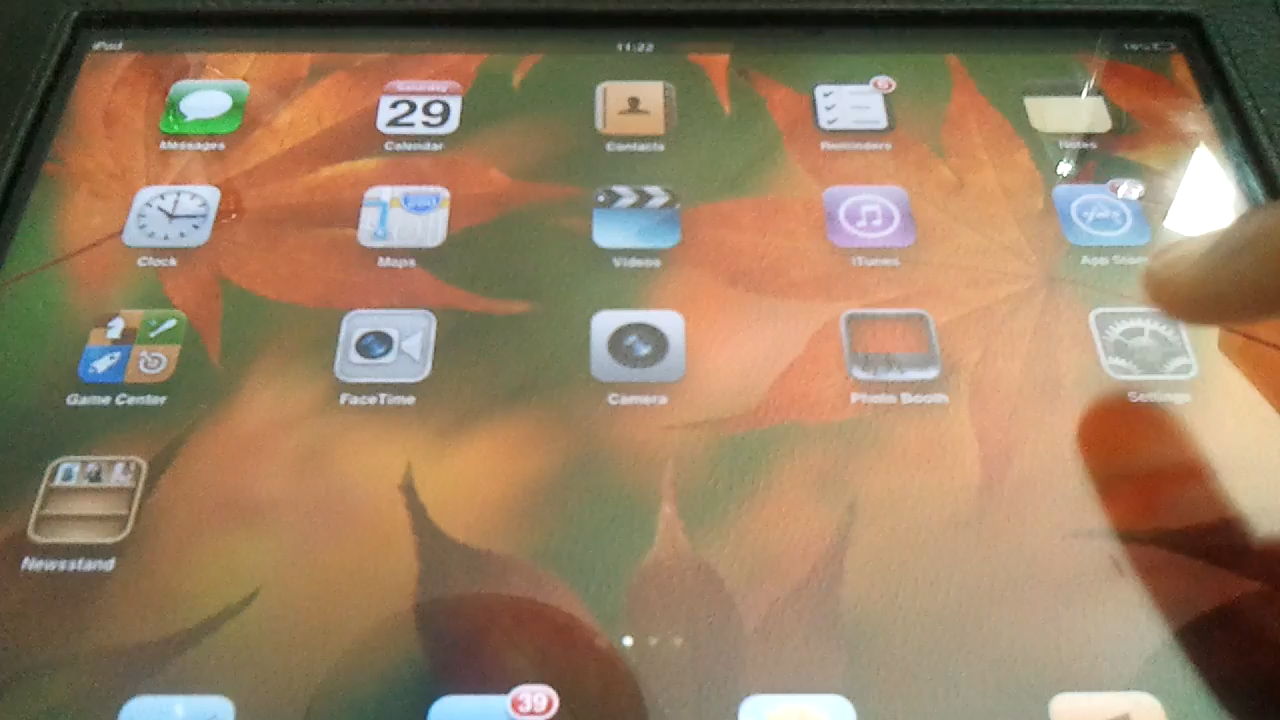 iPad 11:22
Saturday
29
Messages Calendar Contacts Reminders Notes
Clock Maps Videos iTunes App Store
Game Center FaceTime Camera Photo Booth Settings
Newsstand
39